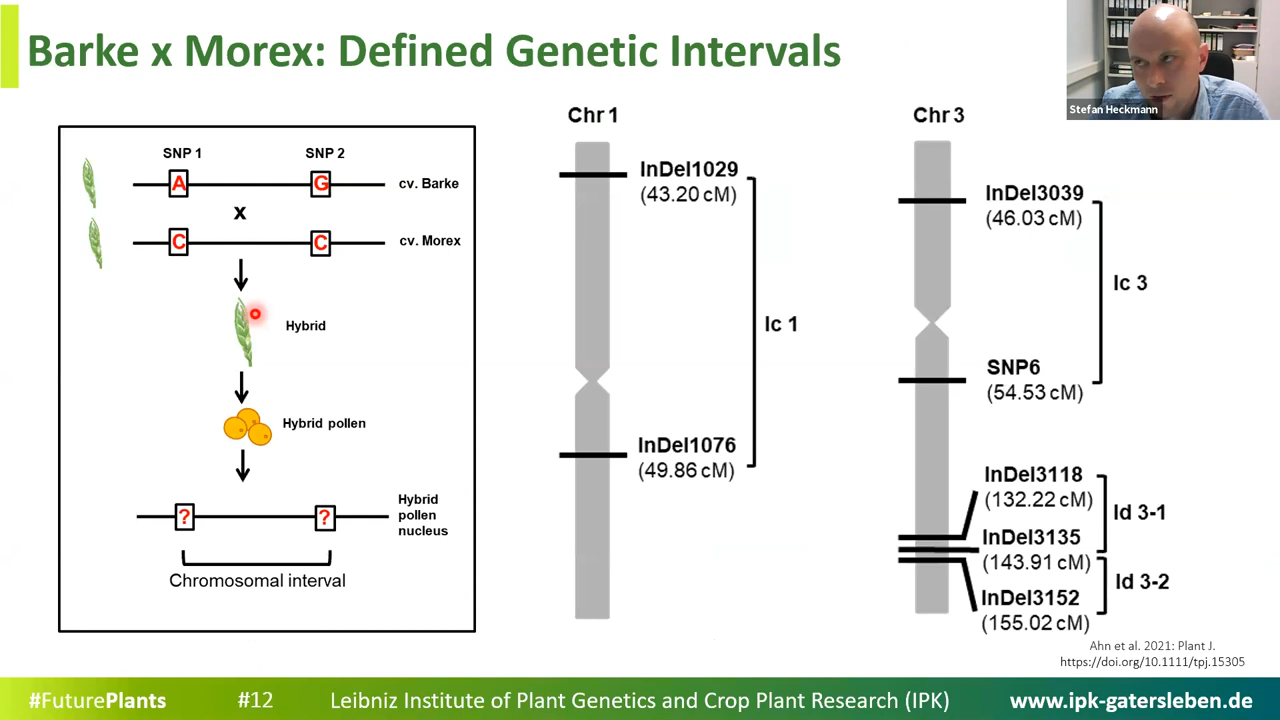 Barke x Morex: Defined Genetic Intervals
Stefan Heckmann
SNP 1
SNP 2
A
G
cv. Barke
x
C
C
cv. Morex
Hybrid
Hybrid pollen
?
?
Hybrid
pollen
nucleus
Chromosomal interval
Chr 1
InDel1029
(43.20 cM)
Ic 1
InDel1076
(49.86 cM)
Chr 3
InDel3039
(46.03 cM)
Ic 3
SNP6
(54.53 cM)
InDel3118
(132.22 cM)
Id 3-1
InDel3135
(143.91 cM)
Id 3-2
InDel3152
(155.02 cM)
Ahn et al. 2021: Plant J.
https://doi.org/10.1111/tpj.15305
#FuturePlants
#12
Leibniz Institute of Plant Genetics and Crop Plant Research (IPK)
www.ipk-gatersleben.de